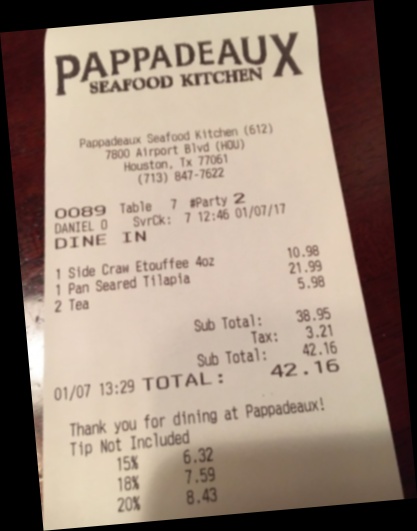 PAPPADEAUX
SEAFOOD KITCHEN
Pappadeaux Seafood Kitchen (612)
7800 Airport Blvd (HOU)
Houston, Tx 77061
(713) 847-7622
0089 Table 7 #Party 2
DANIEL O SvrCk: 7 12:46 01/07/17
DINE IN
1 Side Craw Etouffee 4oz 10.98
1 Pan Seared Tilapia 21.99
2 Tea 5.98
Sub Total: 38.95
Tax: 3.21
Sub Total: 42.16
01/07 13:29 TOTAL: 42.16
Thank you for dining at Pappadeaux!
Tip Not Included
15% 6.32
18% 7.59
20% 8.43